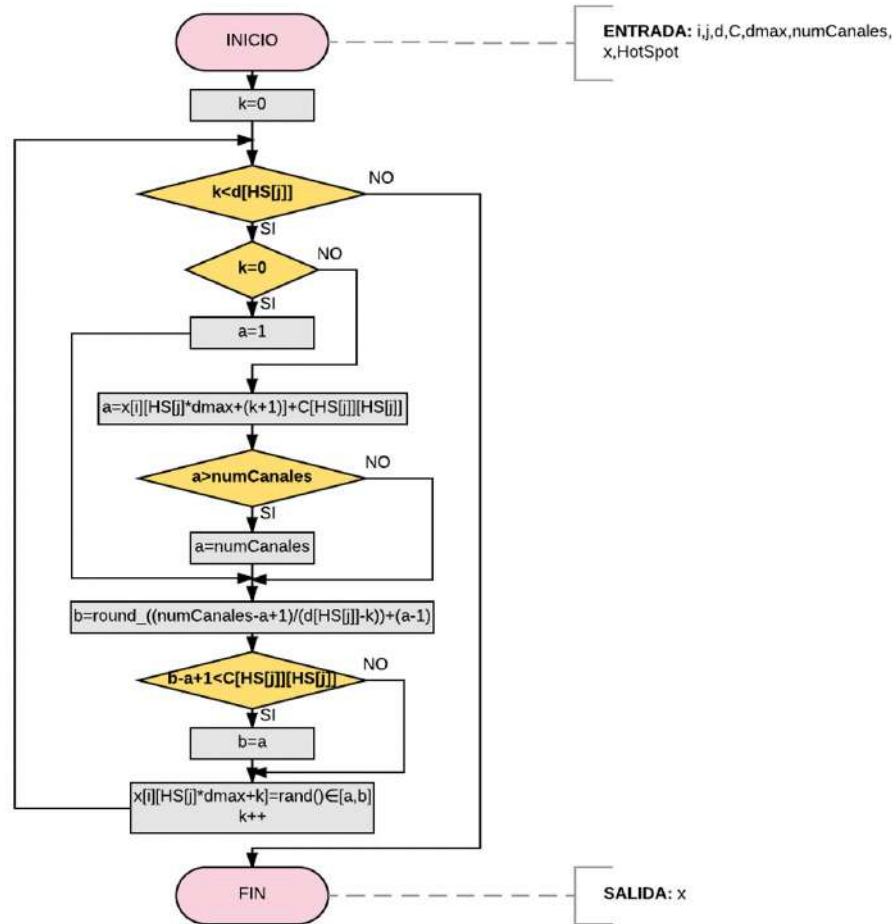 INICIO
ENTRADA: i,j,d,C,dmax,numCanales,
x,HotSpot
k=0
k<d[HS[j]]
NO
SI
k=0
NO
SI
a=1
a=x[i][HS[j]*dmax+(k+1)]+C[HS[j]][HS[j]]
a>numCanales
NO
SI
a=numCanales
b=round_((numCanales-a+1)/(d[HS[j]]-k))+(a-1)
b-a+1<C[HS[j]][HS[j]]
NO
SI
b=a
x[i][HS[j]*dmax+k]=rand()∈[a,b]
k++
FIN
SALIDA: x